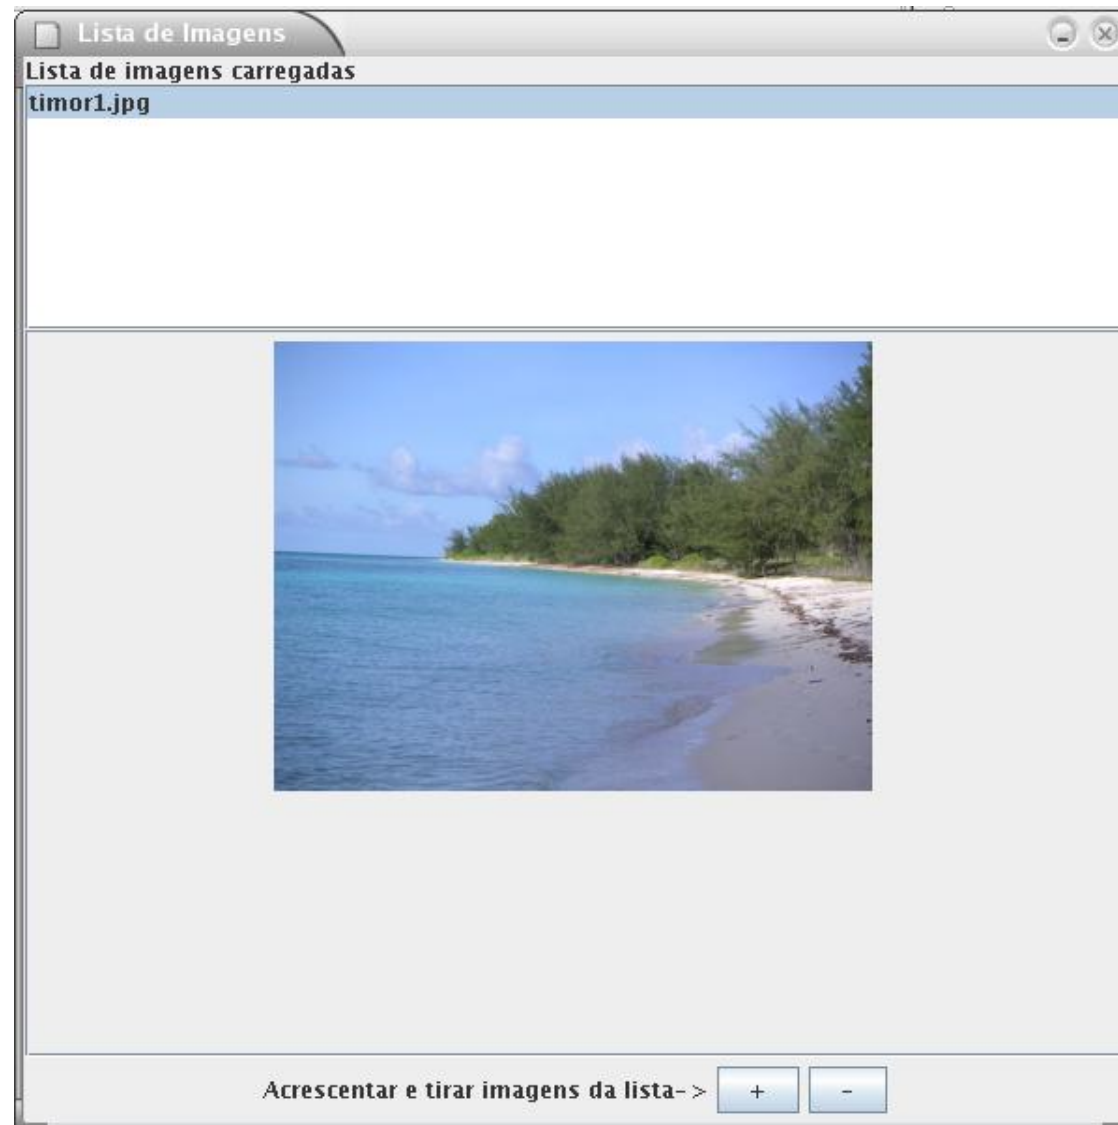 Lista de Imagens
Lista de imagens carregadas
timor1.jpg
Acrescentar e tirar imagens da lista-> + -